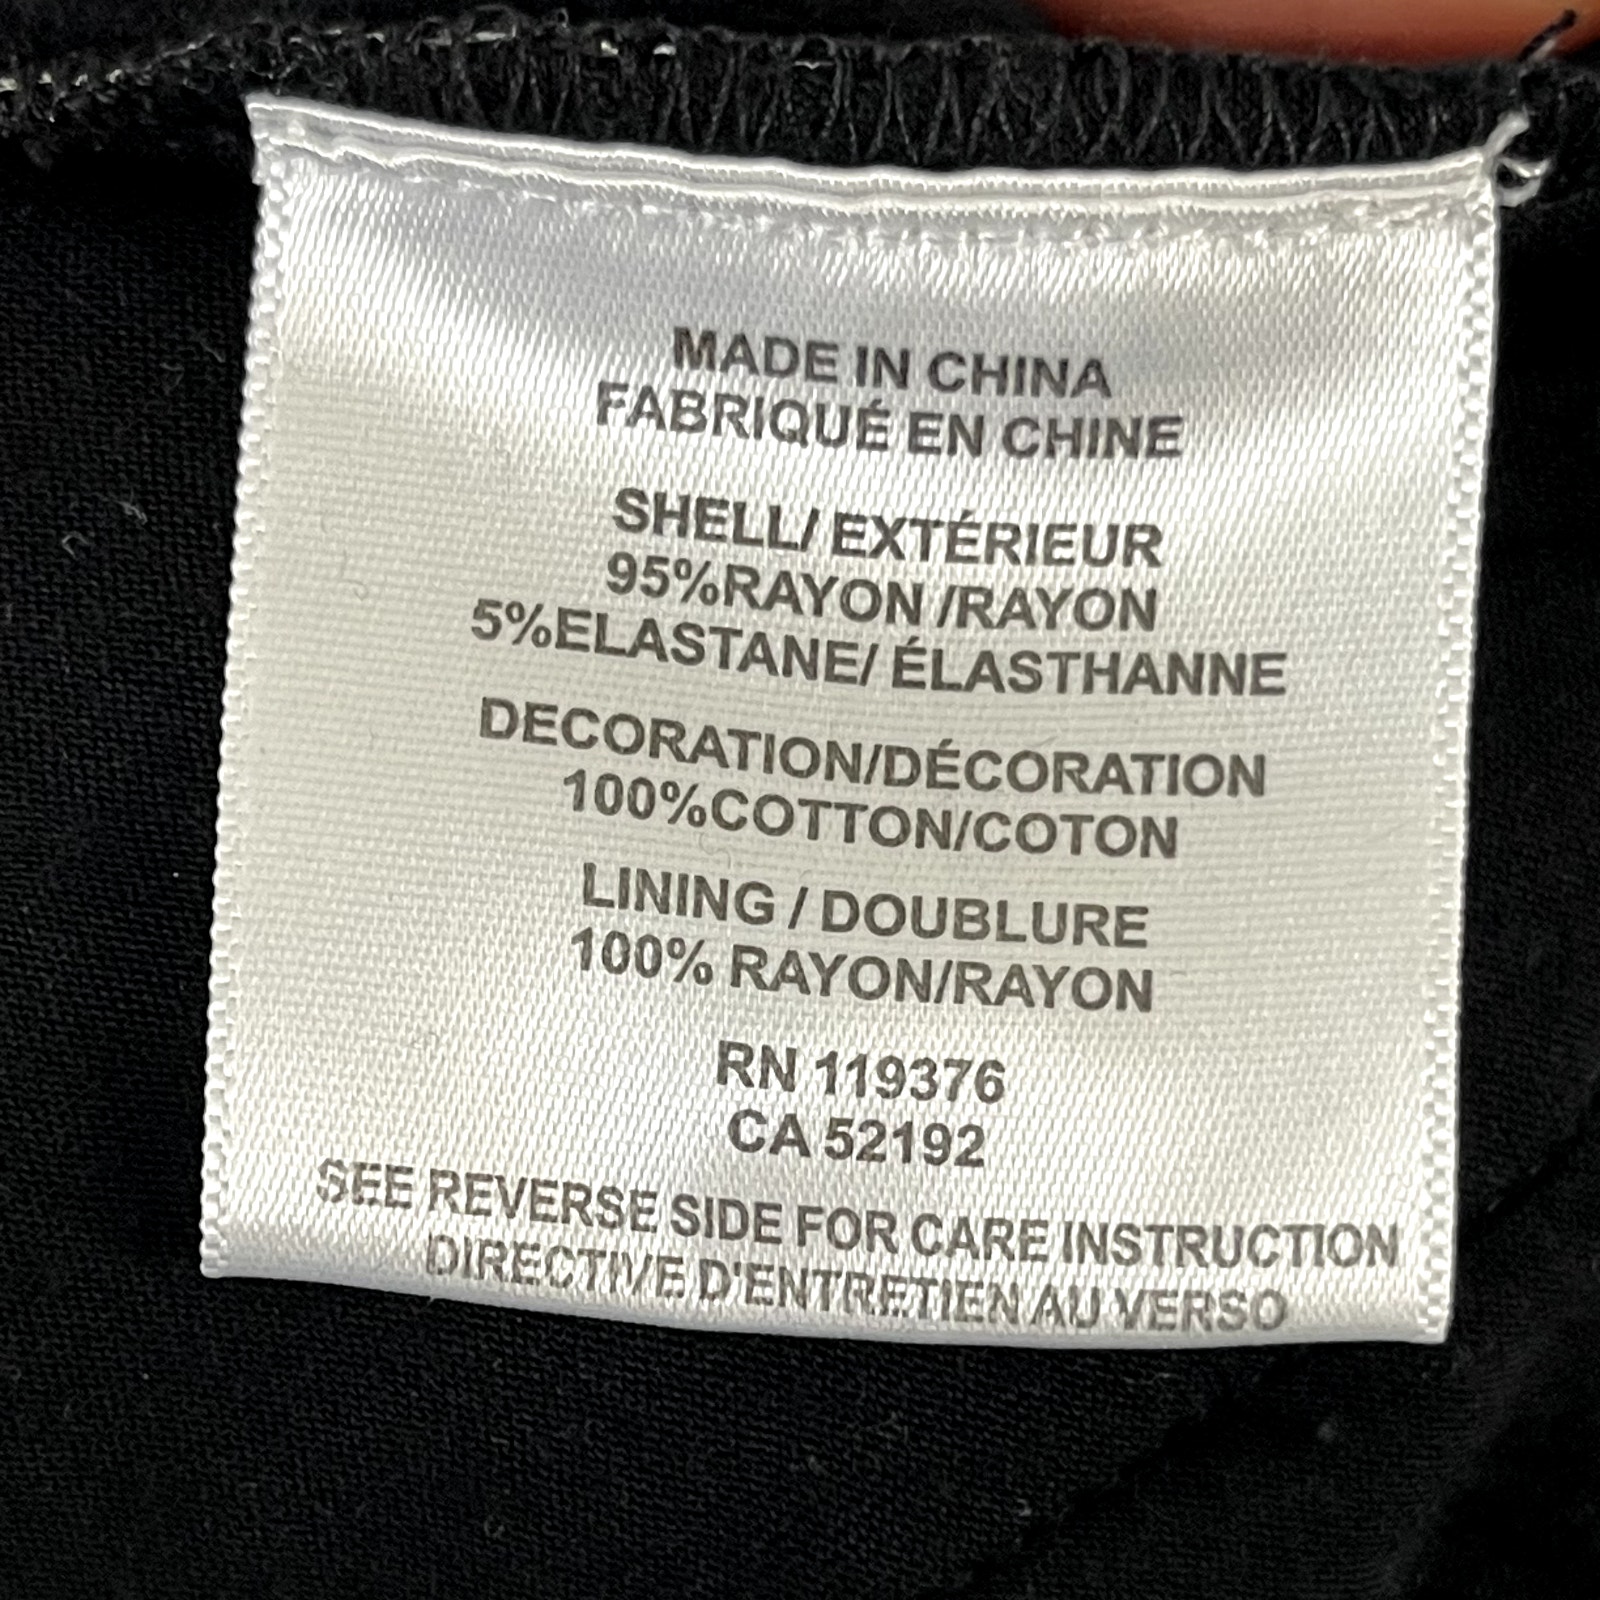 MADE IN CHINA
FABRIQUÉ EN CHINE
SHELL/ EXTÉRIEUR
95%RAYON /RAYON
5%ELASTANE/ ÉLASTHANNE
DECORATION/DÉCORATION
100%COTTON/COTON
LINING / DOUBLURE
100% RAYON/RAYON
RN 119376
CA 52192
SEE REVERSE SIDE FOR CARE INSTRUCTION
DIRECTIVE D'ENTRETIEN AU VERSO